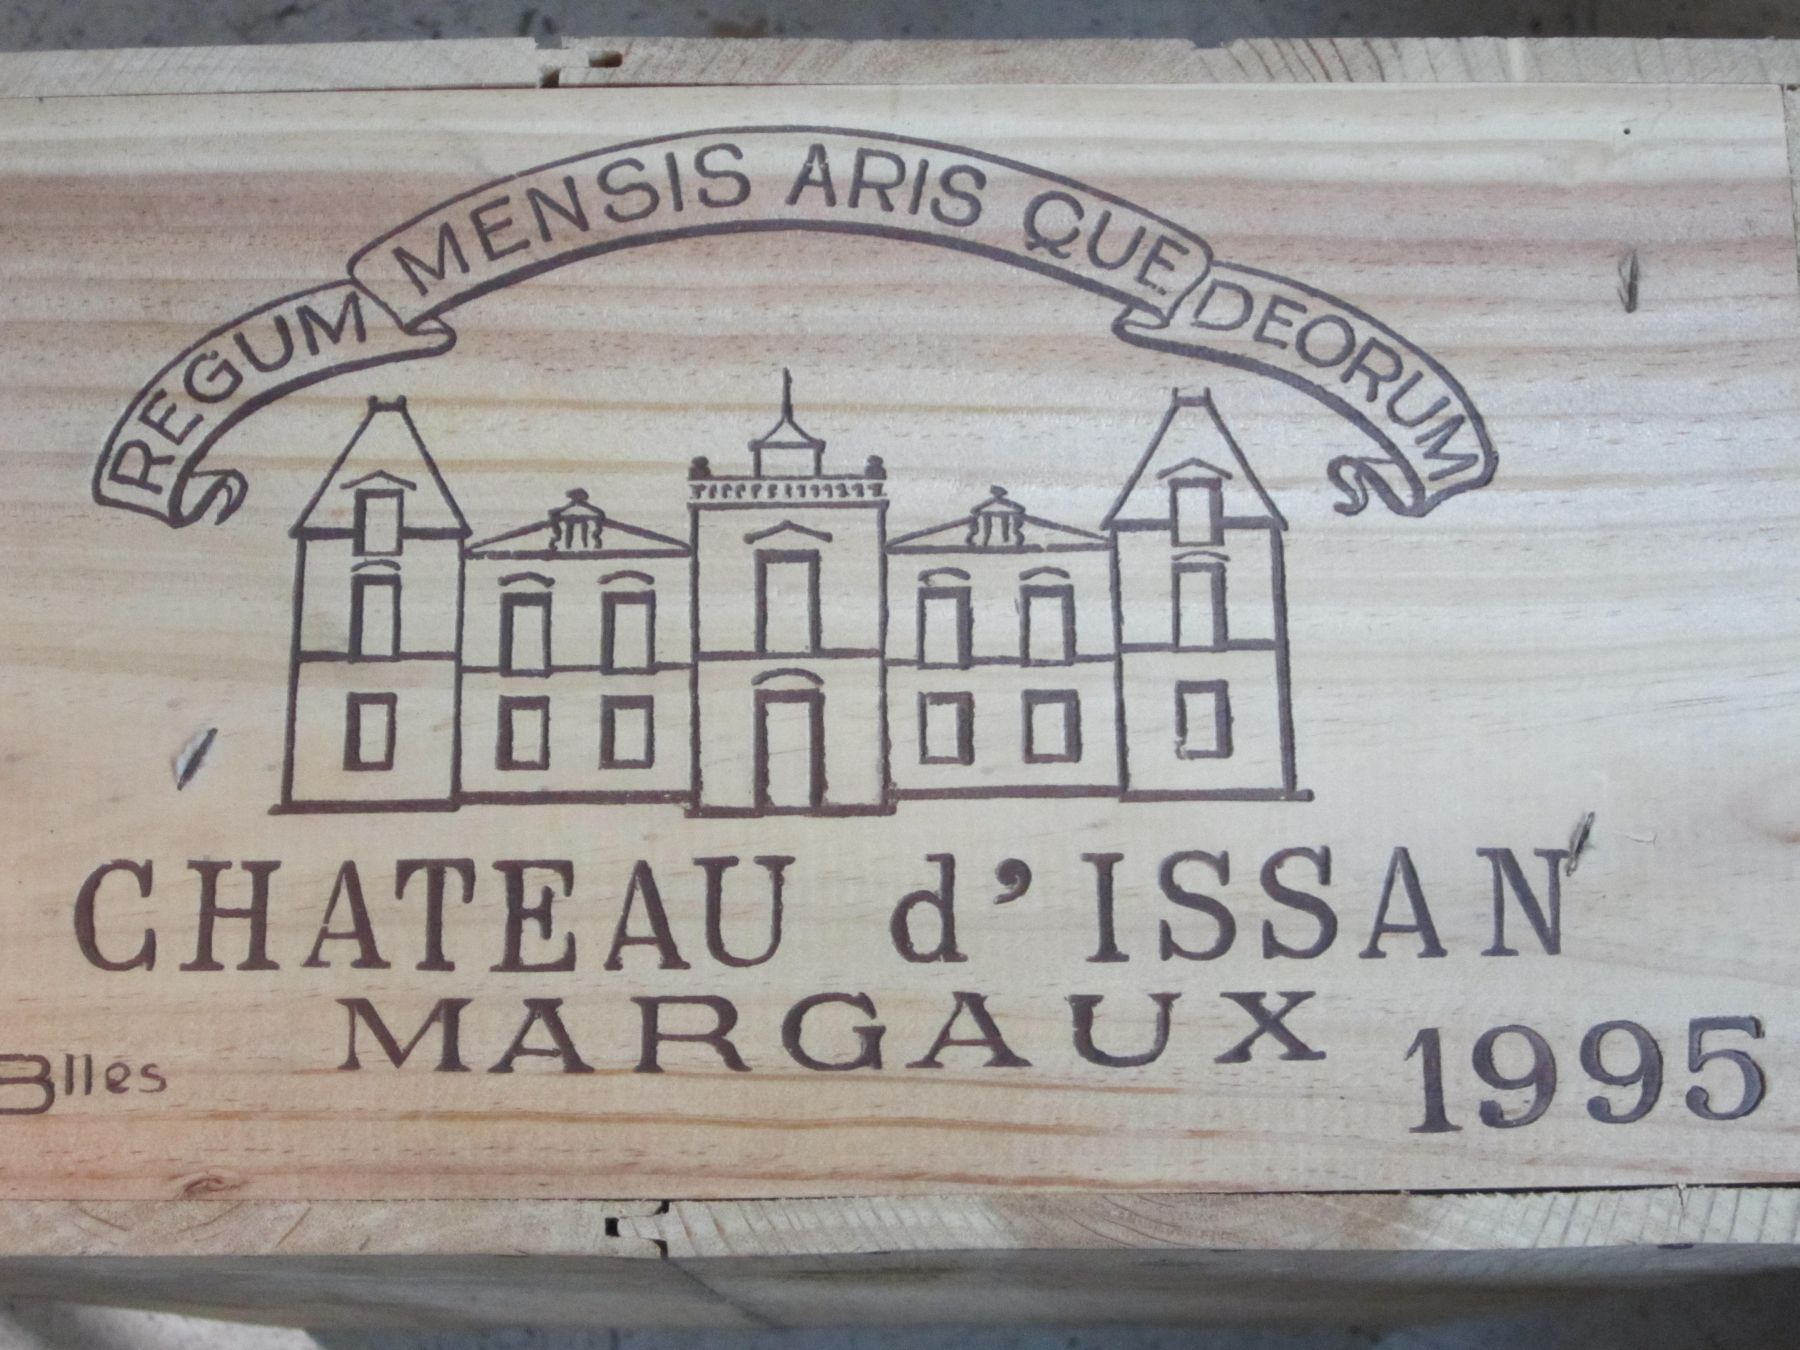 REGUM MENSIS ARIS QUE DEORUM
CHATEAU d'ISSAN
MARGAUX
1995
Blles